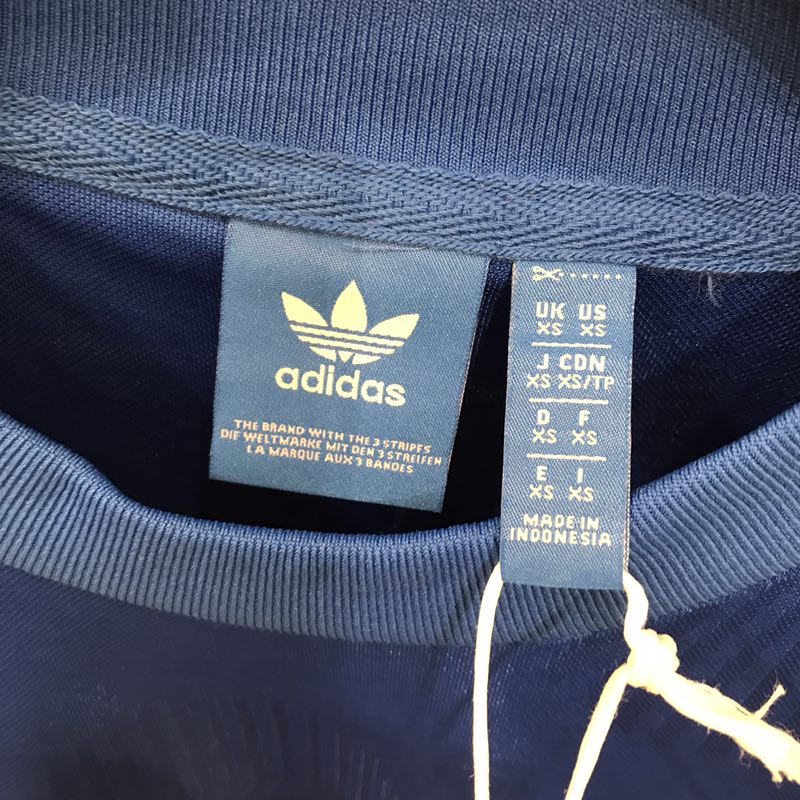 adidas
THE BRAND WITH THE 3 STRIPES
DIE WELTMARKE MIT DEN 3 STREIFEN
LA MARQUE AUX 3 BANDES
UK US
XS XS
J CDN
XS XS/TP
D F
XS XS
E I
XS XS
MADE IN
INDONESIA